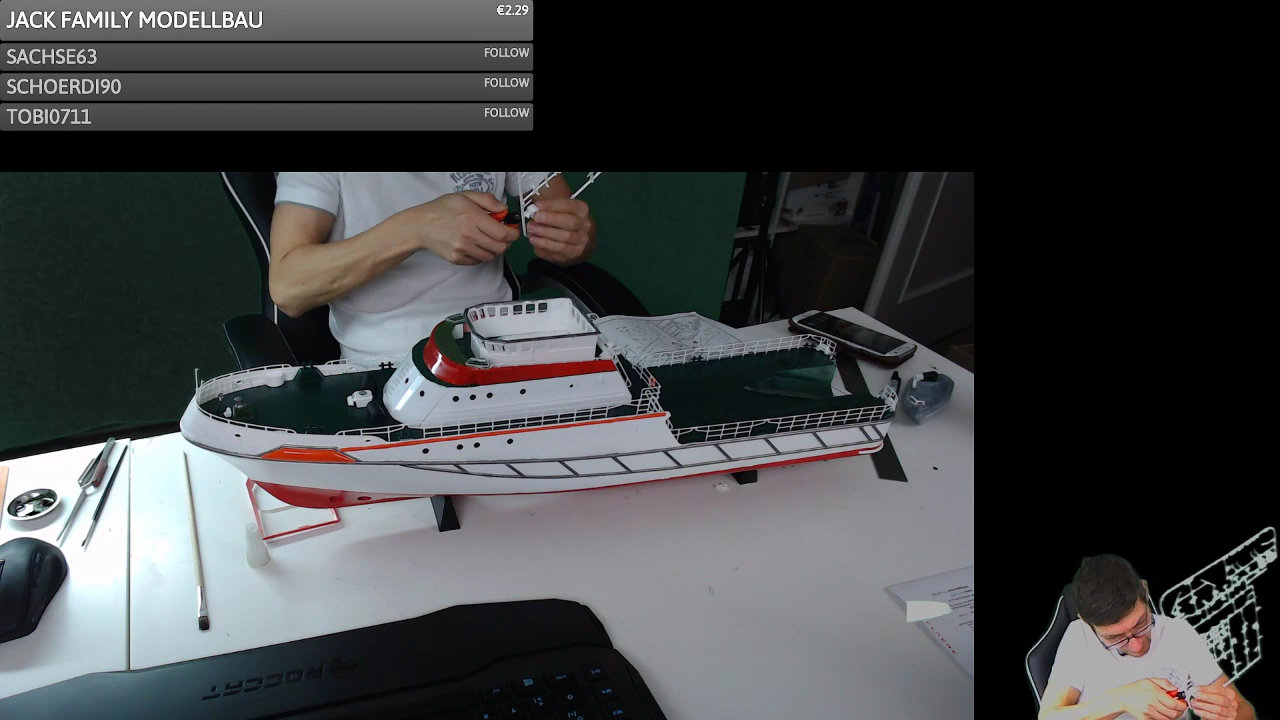 JACK FAMILY MODELLBAU €2.29
SACHSE63 FOLLOW
SCHOERDI90 FOLLOW
TOBI0711 FOLLOW
ROCCAT